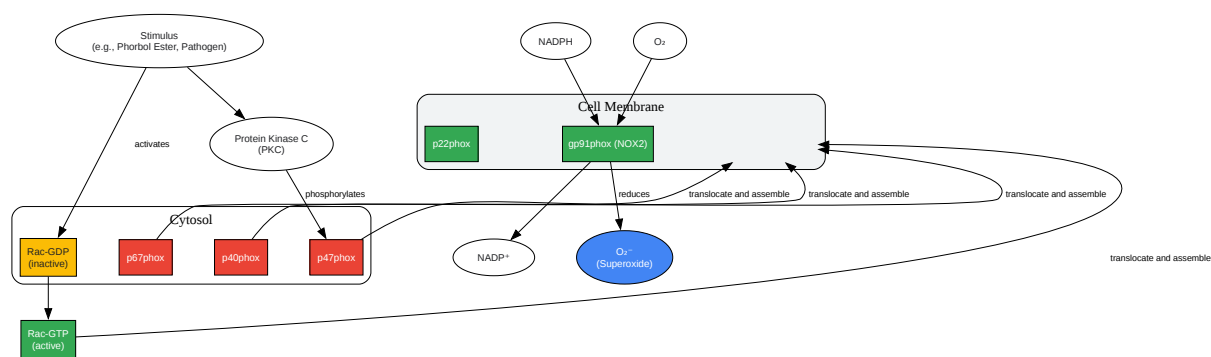 Stimulus
(e.g., Phorbol Ester, Pathogen)
NADPH
O₂
Cell Membrane
activates
Protein Kinase C
(PKC)
p22phox
gp91phox (NOX2)
phosphorylates
reduces
translocate and assemble
translocate and assemble
translocate and assemble
Cytosol
Rac-GDP
(inactive)
p67phox
p40phox
p47phox
NADP⁺
O₂⁻
(Superoxide)
translocate and assemble
Rac-GTP
(active)